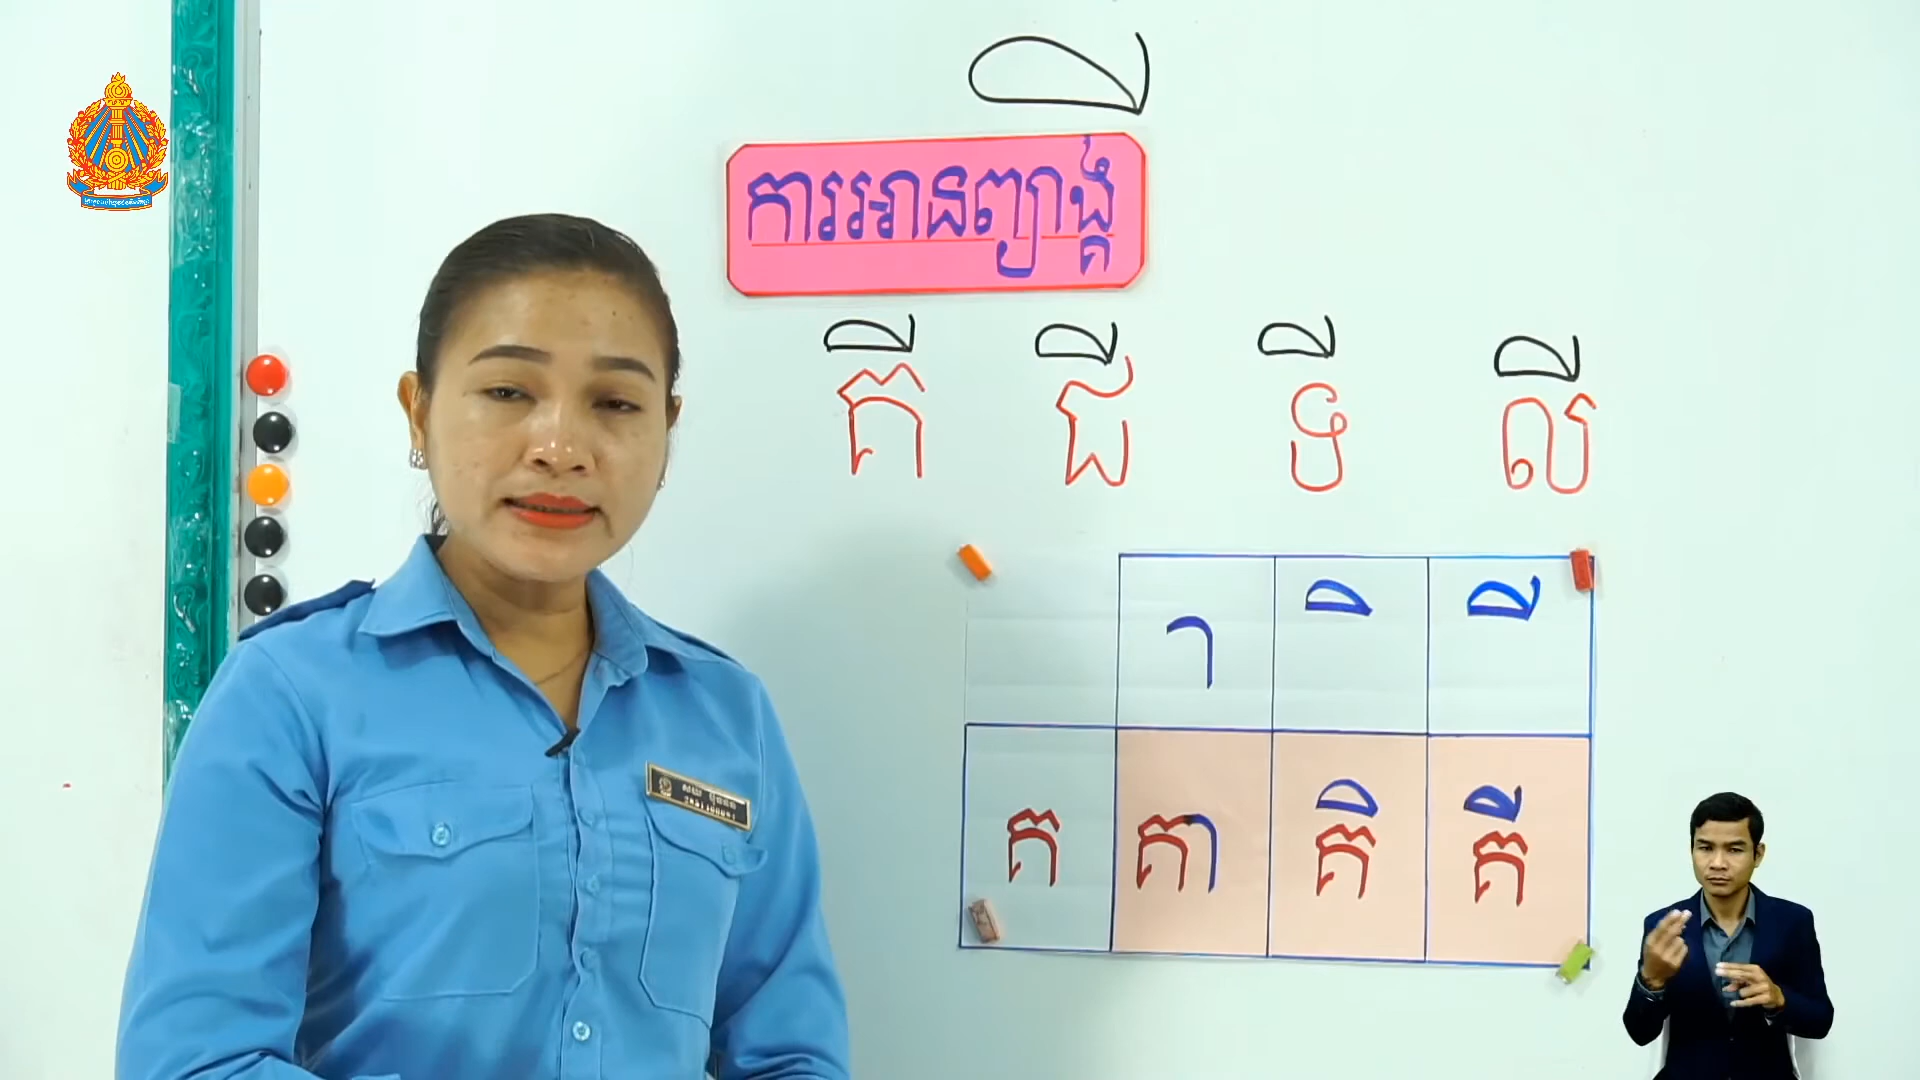 ី
ការអានព្យាង្គ
គី ជី ទី លី
ា ិ ី
គ គា គិ គី